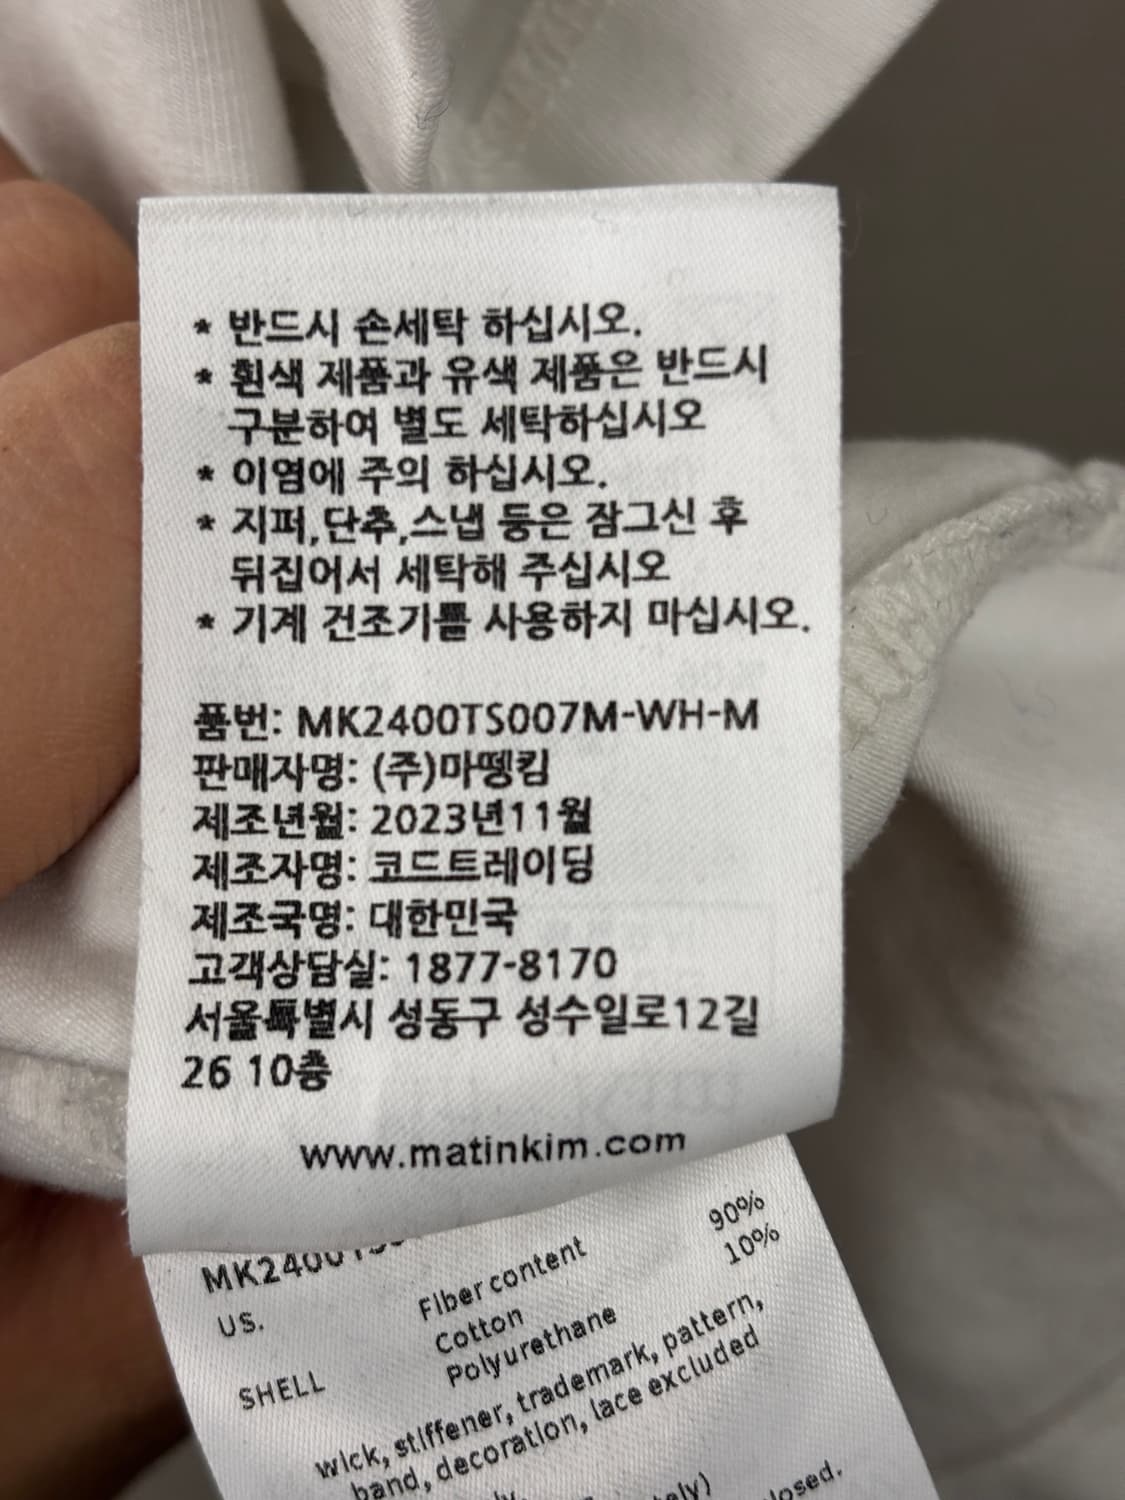 * 반드시 손세탁 하십시오.
* 흰색 제품과 유색 제품은 반드시
구분하여 별도 세탁하십시오
* 이염에 주의 하십시오.
* 지퍼,단추,스냅 등은 잠그신 후
뒤집어서 세탁해 주십시오
* 기계 건조기를 사용하지 마십시오.
품번: MK2400TS007M-WH-M
판매자명: (주)마뗑킴
제조년월: 2023년11월
제조자명: 코드트레이딩
제조국명: 대한민국
고객상담실: 1877-8170
서울특별시 성동구 성수일로12길
26 10층
www.matinkim.com
US. Fiber content
SHELL Cotton 90%
Polyurethane 10%
wick, stiffener, trademark, pattern,
band, decoration, lace excluded